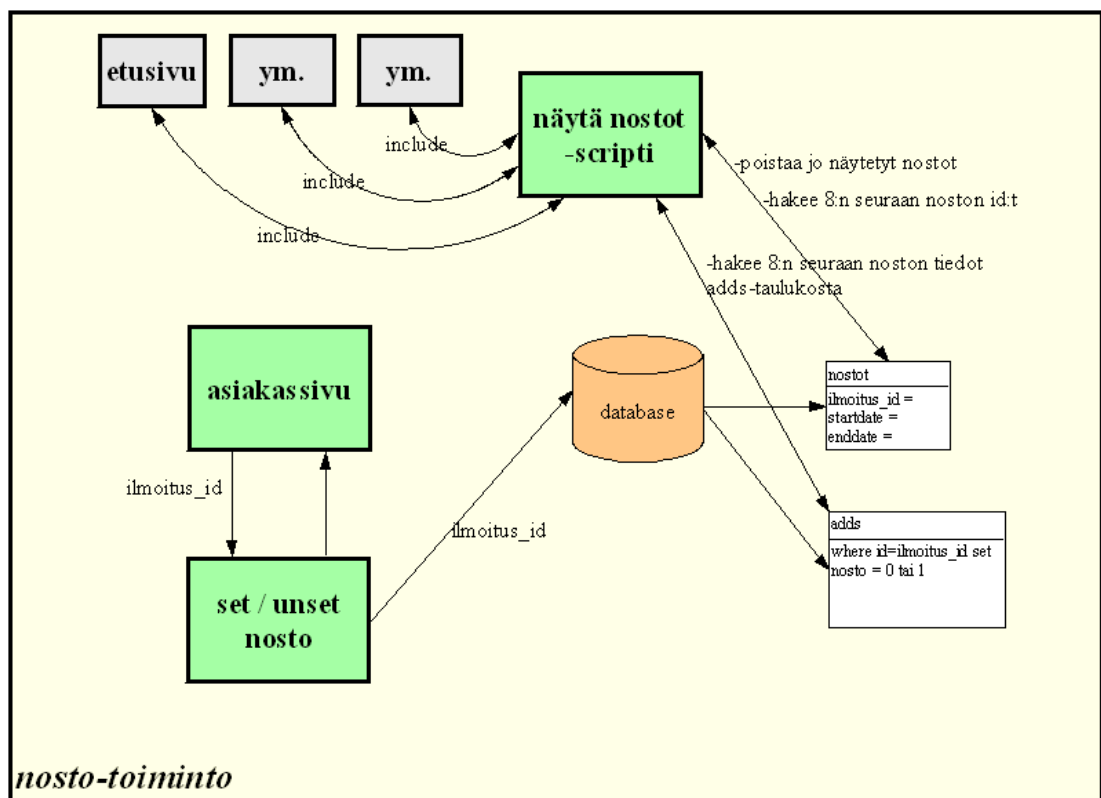 etusivu
ym.
ym.
näytä nostot
-scripti
include
include
include
-poistaa jo näytetyt nostot
-hakee 8:n seuraan noston id:t
-hakee 8:n seuraan noston tiedot
adds-taulukosta
asiakassivu
database
nostot
ilmoitus_id =
startdate =
enddate =
ilmoitus_id
ilmoitus_id
adds
where id=ilmoitus_id set
nosto = 0 tai 1
set / unset
nosto
nosto-toiminto